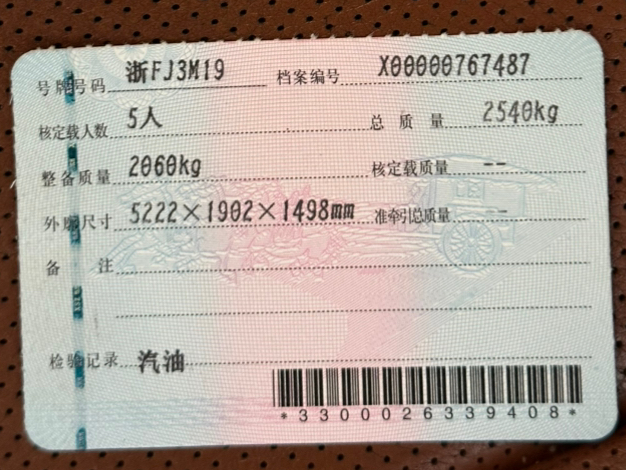 号牌号码 浙FJ3M19 档案编号 X00000767487
核定载人数 5人 总质量 2540kg
整备质量 2060kg 核定载质量 --
外廓尺寸 5222×1902×1498mm 准牵引总质量 --
备注
检验记录 汽油
*3300026339408*